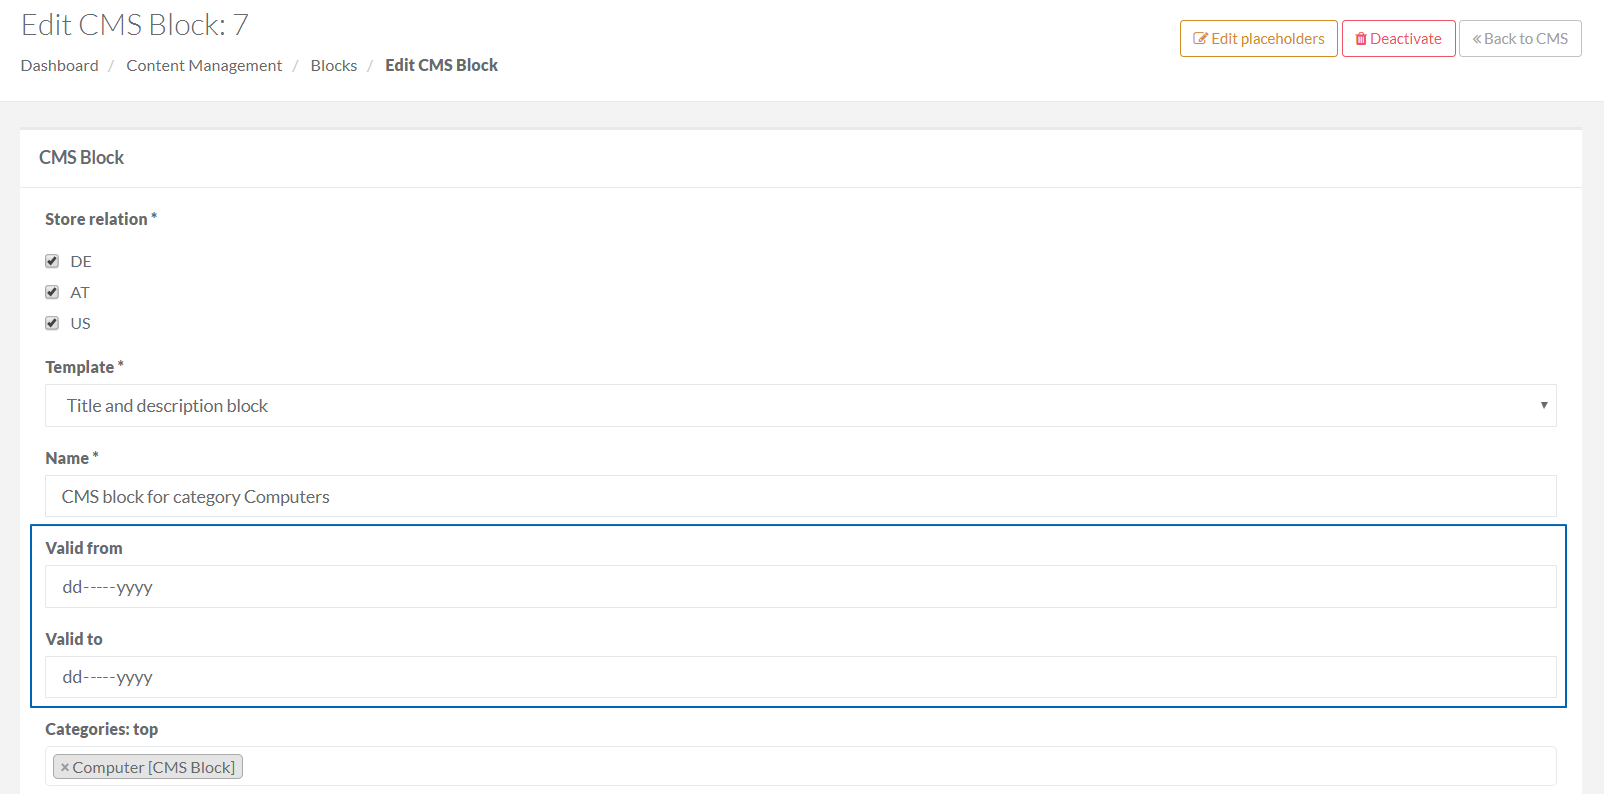 Edit CMS Block: 7
Edit placeholders Deactivate « Back to CMS
Dashboard / Content Management / Blocks / Edit CMS Block
CMS Block
Store relation *
DE
AT
US
Template *
Title and description block
Name *
CMS block for category Computers
Valid from
dd-----yyyy
Valid to
dd-----yyyy
Categories: top
× Computer [CMS Block]